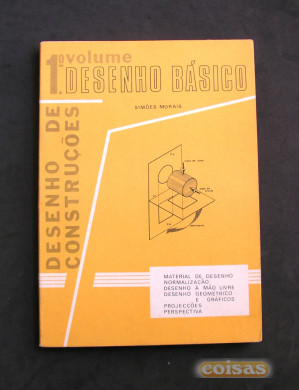 1.º volume
DESENHO BÁSICO
SIMÕES MORAIS
DESENHO DE
CONSTRUÇÕES
MATERIAL DE DESENHO
NORMALIZAÇÃO
DESENHO À MÃO LIVRE
DESENHO GEOMÉTRICO
E GRÁFICOS
PROJECÇÕES
PERSPECTIVA
coisas